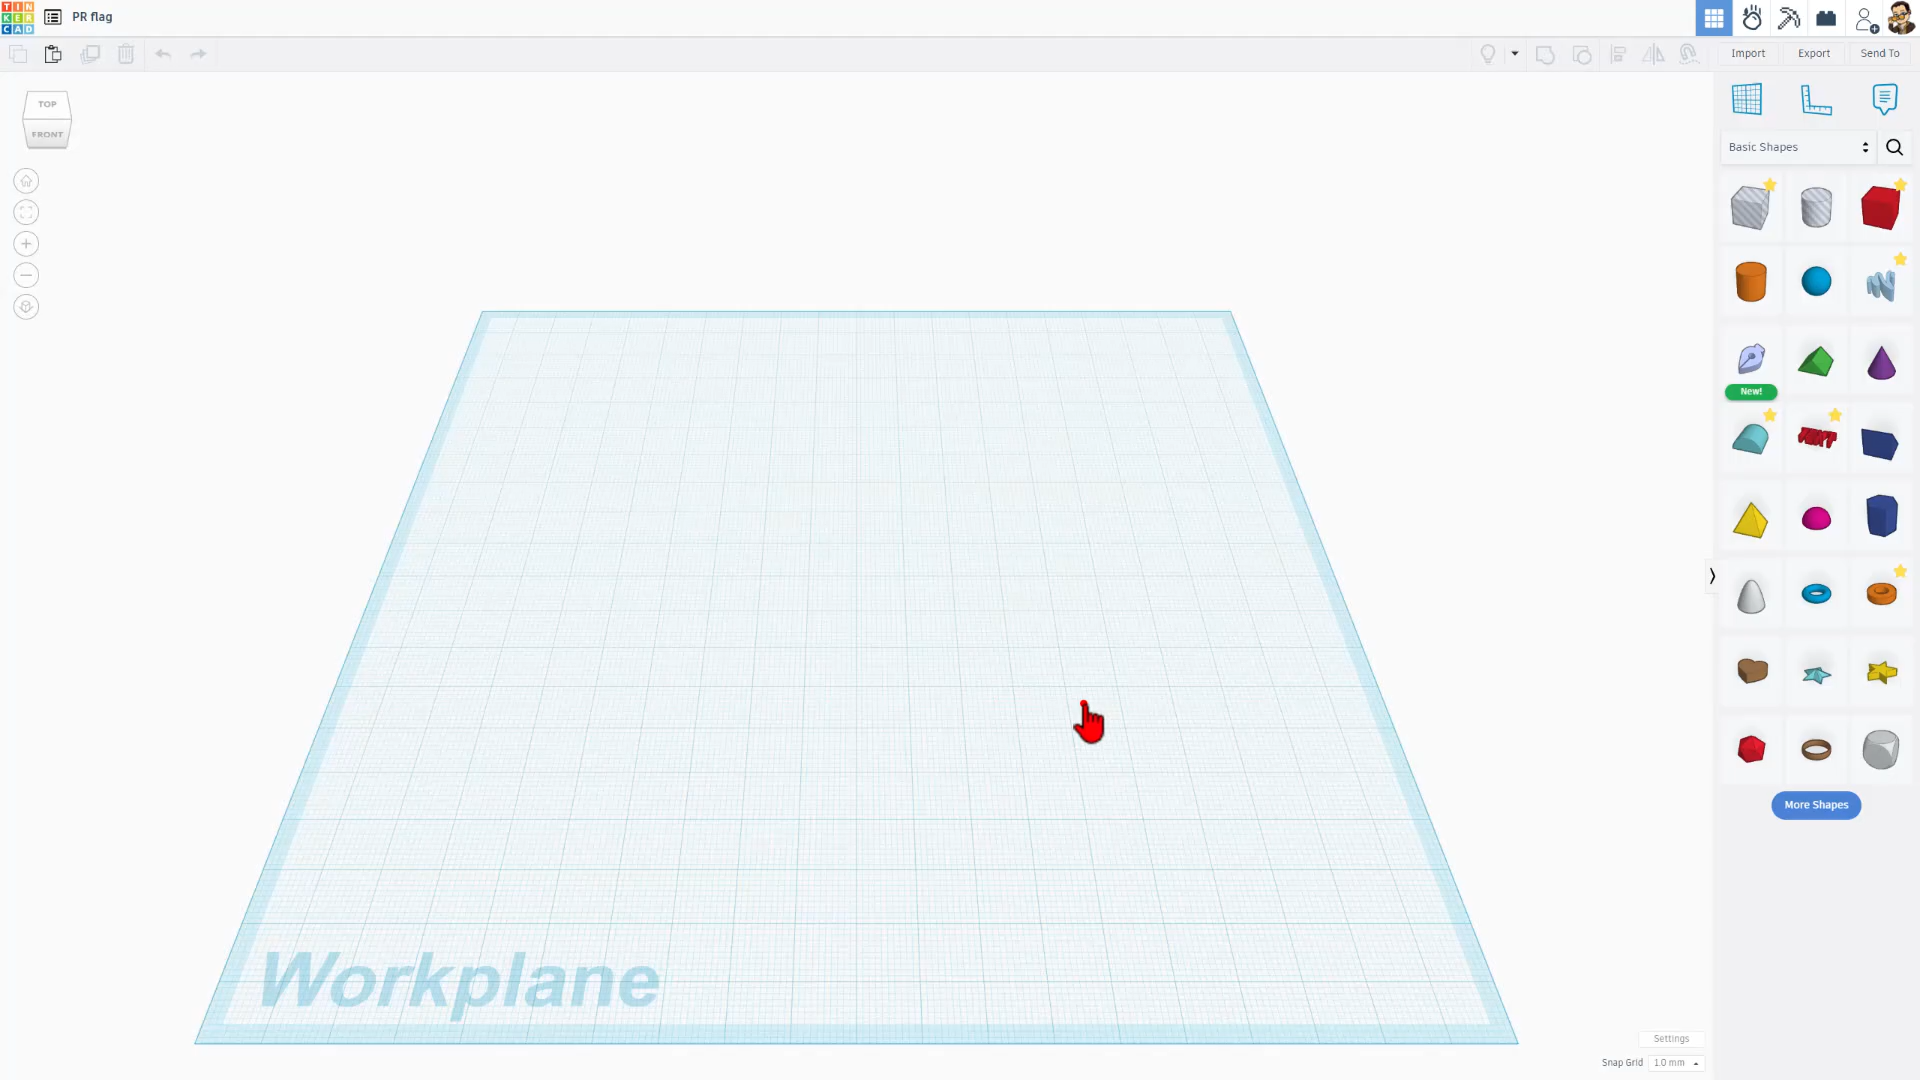 TIN
KER
CAD
PR flag
Import
Export
Send To
TOP
FRONT
Basic Shapes
New!
TEXT
More Shapes
Workplane
Settings
Snap Grid 1.0 mm